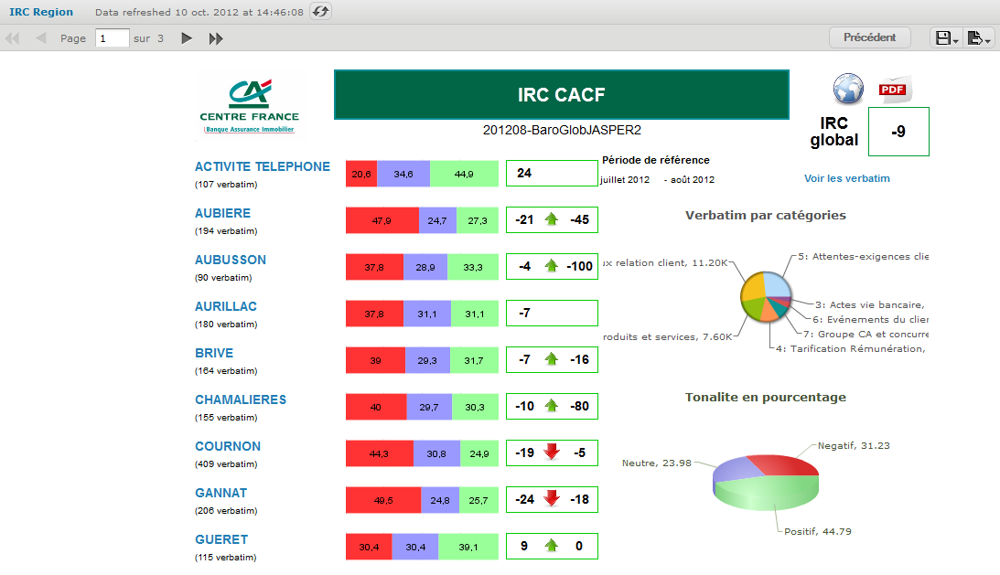 IRC Region Data refreshed 10 oct. 2012 at 14:46:08
Page 1 sur 3 Précédent
CA
CENTRE FRANCE
Banque Assurance Immobilier
IRC CACF
201208-BaroGlobJASPER2
PDF
IRC global -9
Période de référence
juillet 2012 - août 2012
Voir les verbatim
ACTIVITE TELEPHONE 20,6 34,6 44,9 24
(107 verbatim)
AUBIERE 47,9 24,7 27,3 -21 -45
(194 verbatim)
AUBUSSON 37,8 28,9 33,3 -4 -100
(90 verbatim)
AURILLAC 37,8 31,1 31,1 -7
(180 verbatim)
BRIVE 39 29,3 31,7 -7 -16
(164 verbatim)
CHAMALIERES 40 29,7 30,3 -10 -80
(155 verbatim)
COURNON 44,3 30,8 24,9 -19 -5
(409 verbatim)
GANNAT 49,5 24,8 25,7 -24 -18
(206 verbatim)
GUERET 30,4 30,4 39,1 9 0
(115 verbatim)
Verbatim par catégories
5: Attentes-exigences clie
ux relation client, 11.20K
3: Actes vie bancaire,
6: Evénements du clien
7: Groupe CA et concurre
roduits et services, 7.60K
4: Tarification Rémunération,
Tonalite en pourcentage
Negatif, 31.23
Neutre, 23.98
Positif, 44.79